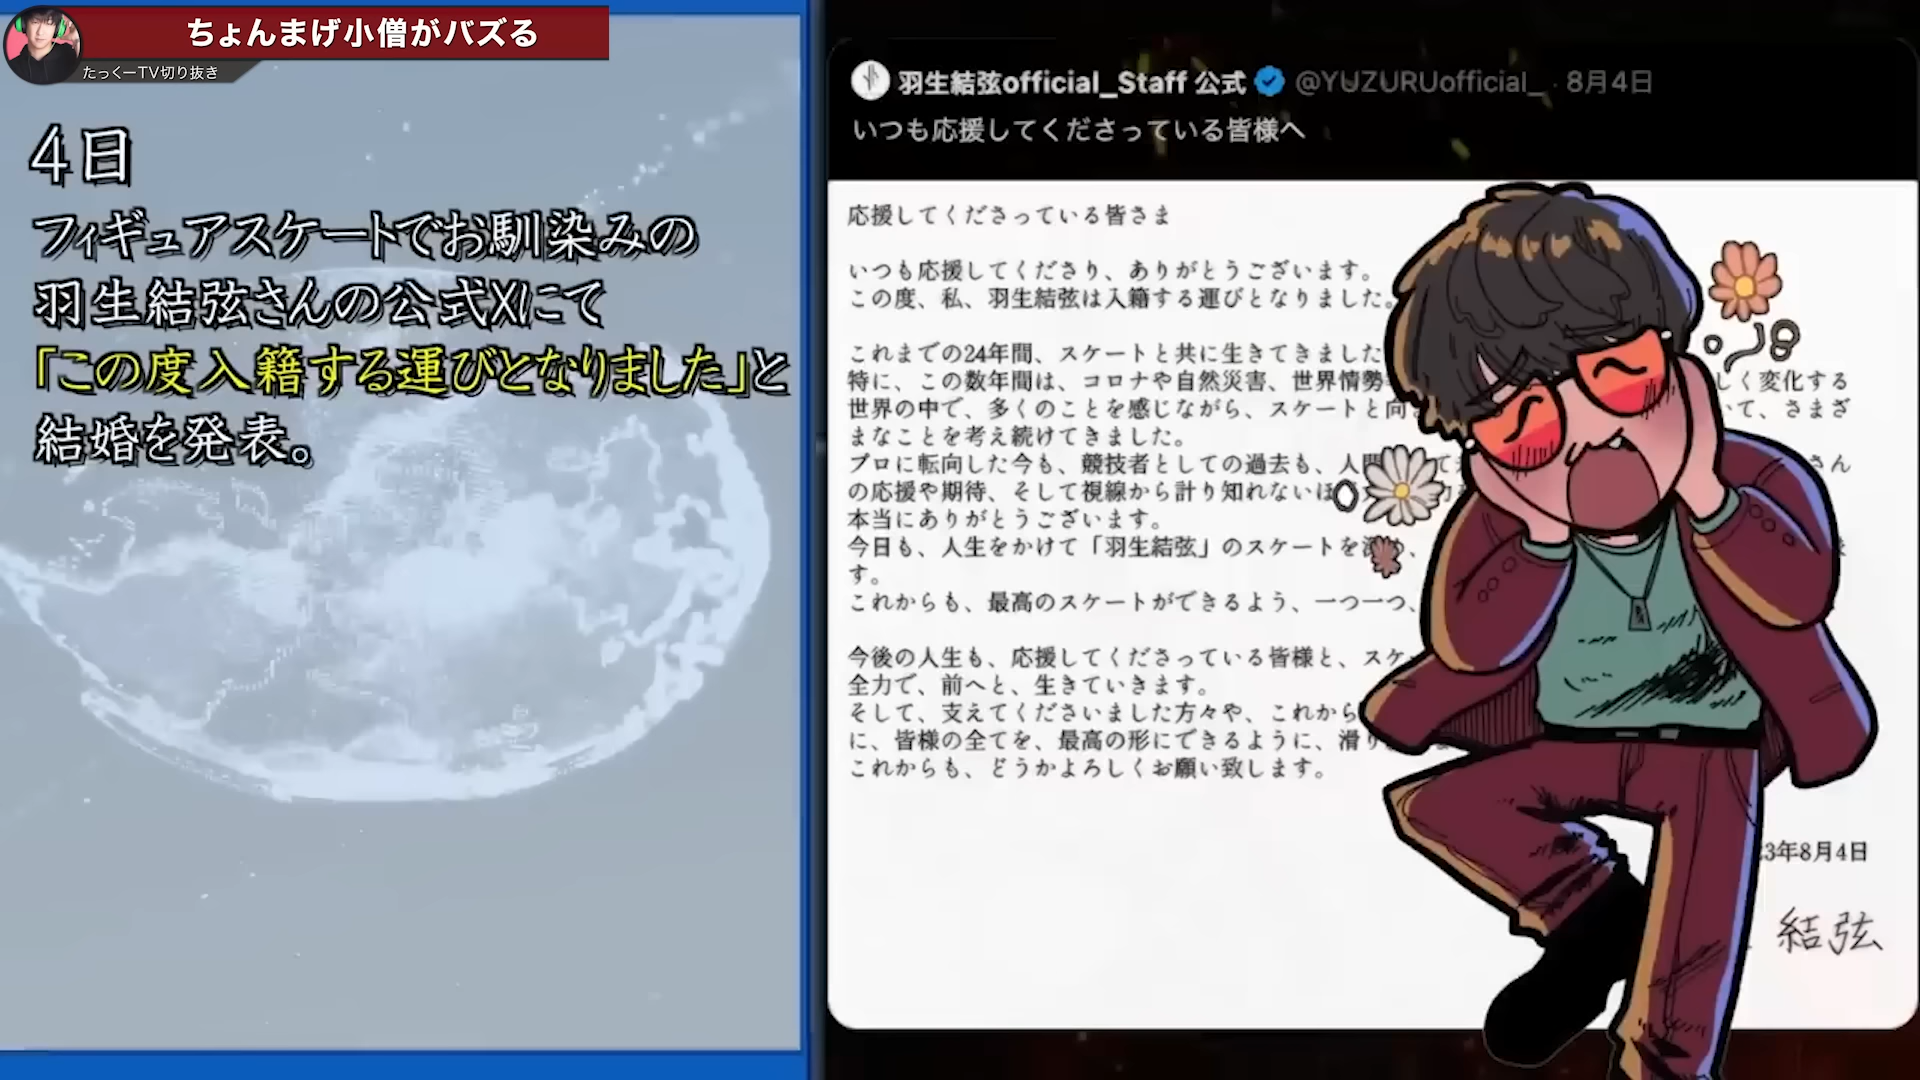 ちょんまげ小僧がバズる
たっくーTV切り抜き
4日
フィギュアスケートでお馴染みの
羽生結弦さんの公式Xにて
「この度入籍する運びとなりました」と
結婚を発表。
羽生結弦official_Staff 公式 @YUZURUofficial_ · 8月4日
いつも応援してくださっている皆様へ
応援してくださっている皆さま
いつも応援してくださり、ありがとうございます。
この度、私、羽生結弦は入籍する運びとなりました。
これまでの24年間、スケートと共に生きてきました
特に、この数年間は、コロナや自然災害、世界情勢 しく変化する
世界の中で、多くのことを感じながら、スケートと向 いて、さまざ
まなことを考え続けてきました。
プロに転向した今も、競技者としての過去も、人間 て さん
の応援や期待、そして視線から計り知れないほ
本当にありがとうございます。
今日も、人生をかけて「羽生結弦」のスケートを
す。
これからも、最高のスケートができるよう、一つ一つ、
今後の人生も、応援してくださっている皆様と、スケ
全力で、前へと、生きていきます。
そして、支えてくださいました方々や、これから
に、皆様の全てを、最高の形にできるように、滑り
これからも、どうかよろしくお願い致します。
3年8月4日
結弦